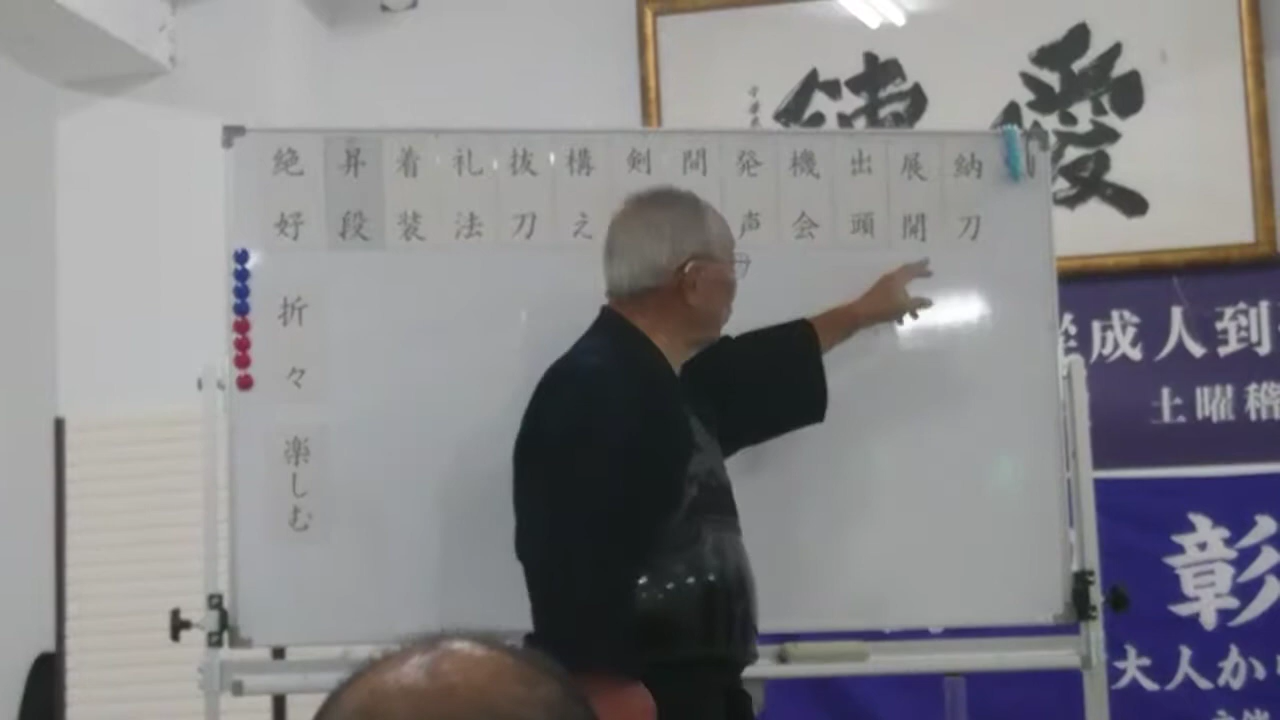 愛
納刀
展開
出頭
機会
発声
間
剣
構え
抜刀
礼法
着装
昇段
絶好
折々
楽しむ
成人到
土曜稽
彰
大人か